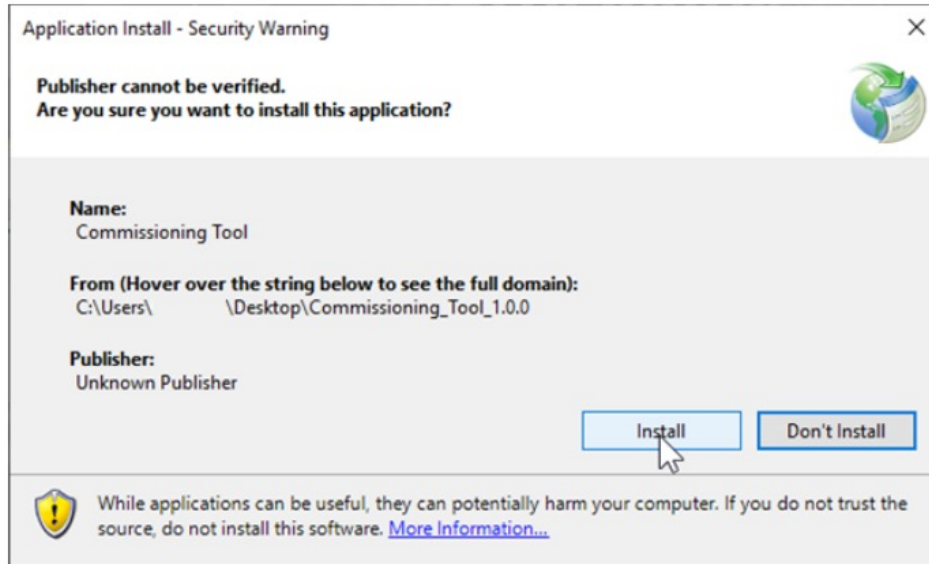 Application Install - Security Warning
Publisher cannot be verified.
Are you sure you want to install this application?
Name:
Commissioning Tool
From (Hover over the string below to see the full domain):
C:\Users\ \Desktop\Commissioning_Tool_1.0.0
Publisher:
Unknown Publisher
Install
Don't Install
While applications can be useful, they can potentially harm your computer. If you do not trust the
source, do not install this software. More Information...